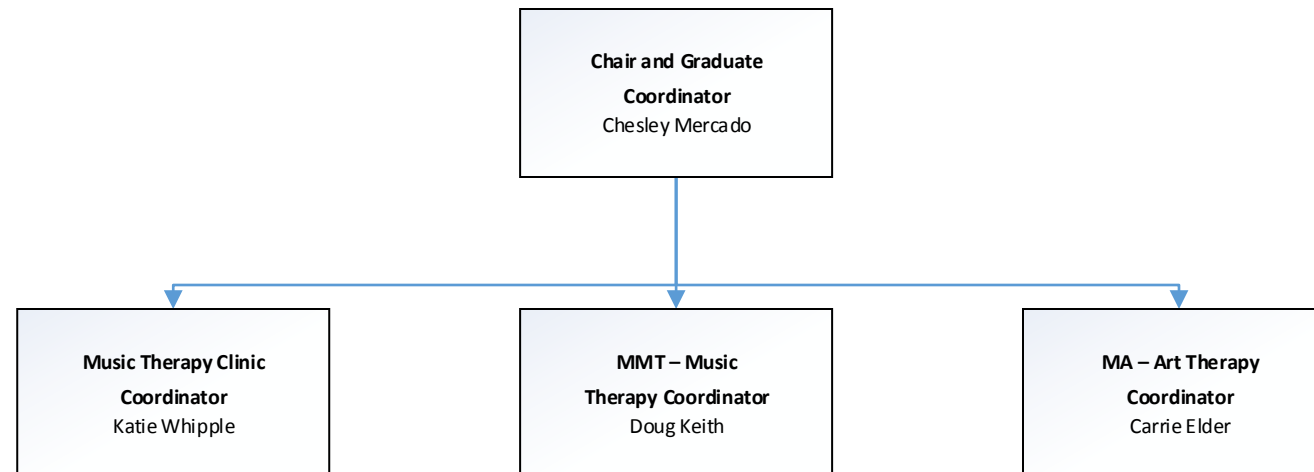 Chair and Graduate
Coordinator
Chesley Mercado
Music Therapy Clinic
Coordinator
Katie Whipple
MMT – Music
Therapy Coordinator
Doug Keith
MA – Art Therapy
Coordinator
Carrie Elder